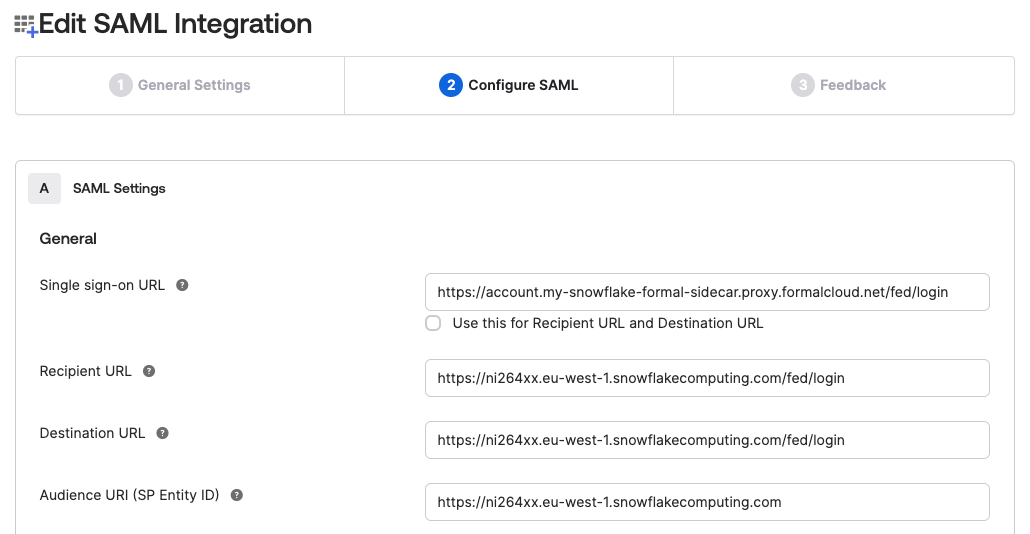 Edit SAML Integration
1 General Settings
2 Configure SAML
3 Feedback
A SAML Settings
General
Single sign-on URL ? https://account.my-snowflake-formal-sidecar.proxy.formalcloud.net/fed/login
Use this for Recipient URL and Destination URL
Recipient URL ? https://ni264xx.eu-west-1.snowflakecomputing.com/fed/login
Destination URL ? https://ni264xx.eu-west-1.snowflakecomputing.com/fed/login
Audience URI (SP Entity ID) ? https://ni264xx.eu-west-1.snowflakecomputing.com